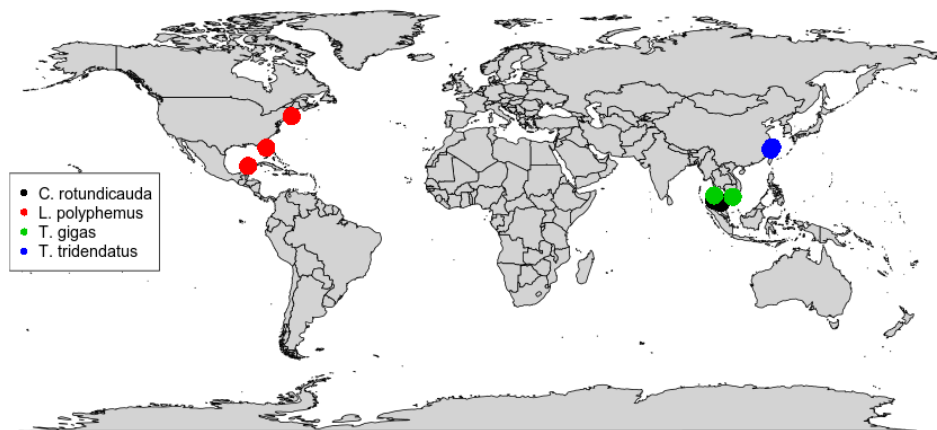 C. rotundicauda
L. polyphemus
T. gigas
T. tridendatus